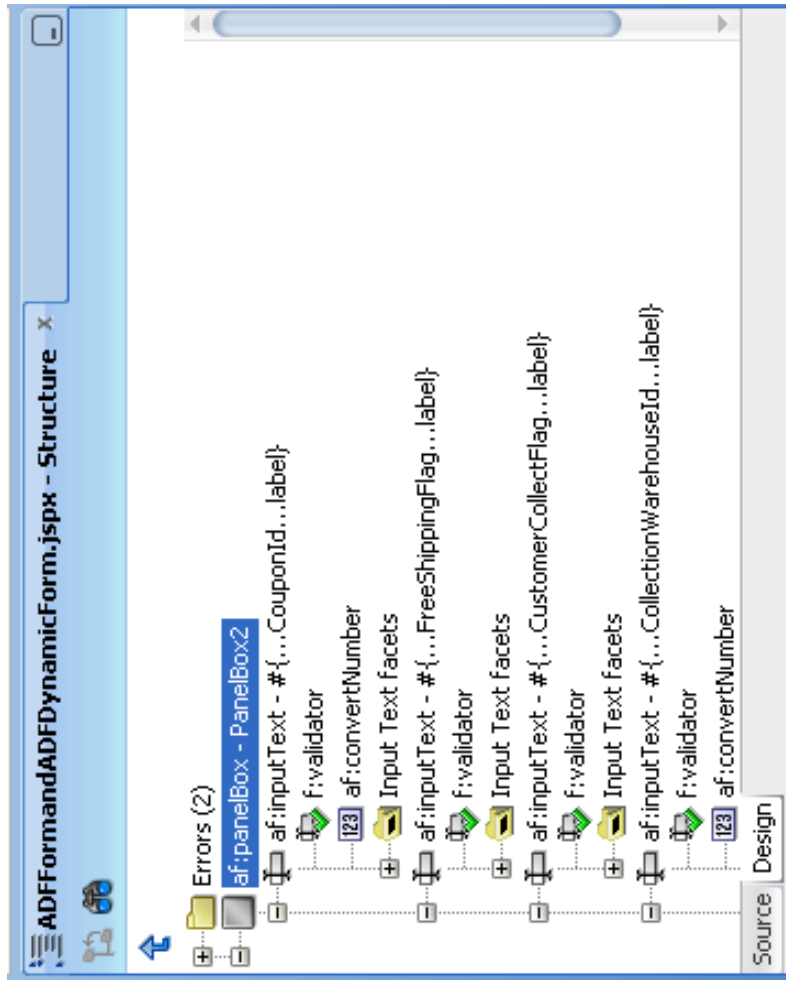 ADFFormandADFDynamicForm.jspx - Structure x
Errors (2)
af:panelBox - PanelBox2
af:inputText - #{...CouponId...label}
f:validator
123 af:convertNumber
Input Text facets
af:inputText - #{...FreeShippingFlag...label}
f:validator
Input Text facets
af:inputText - #{...CustomerCollectFlag...label}
f:validator
Input Text facets
af:inputText - #{...CollectionWarehouseId...label}
f:validator
123 af:convertNumber
Source Design